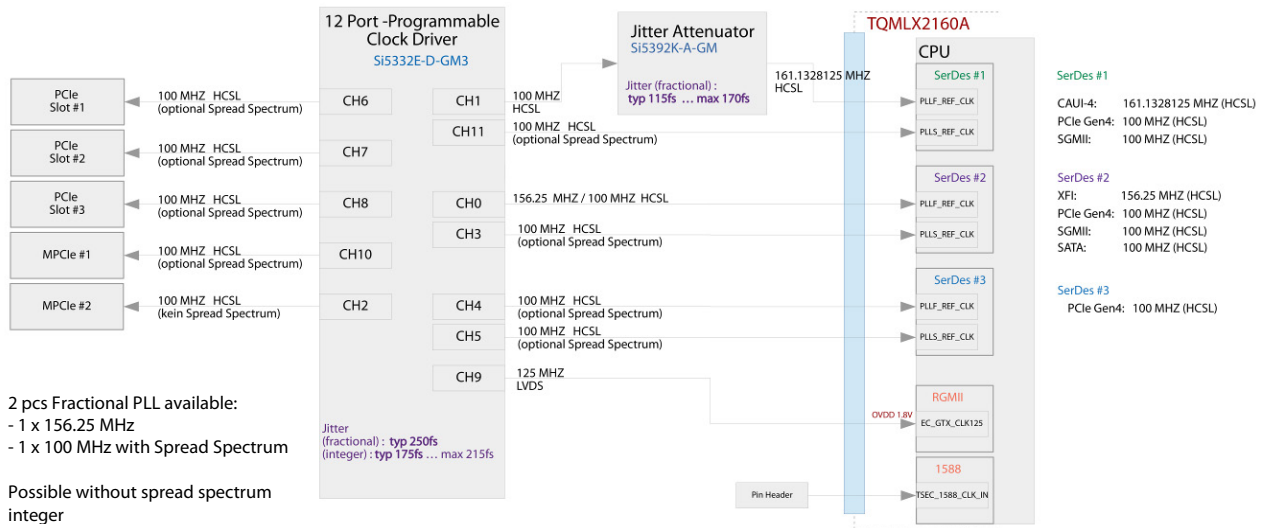 12 Port -Programmable
Clock Driver
Si5332E-D-GM3
Jitter Attenuator
Si5392K-A-GM
Jitter (fractional) :
typ 115fs ... max 170fs
TQMLX2160A
CPU
PCIe
Slot #1
100 MHZ HCSL
(optional Spread Spectrum)
CH6
PCIe
Slot #2
100 MHZ HCSL
(optional Spread Spectrum)
CH7
PCIe
Slot #3
100 MHZ HCSL
(optional Spread Spectrum)
CH8
MPCIe #1
100 MHZ HCSL
(optional Spread Spectrum)
CH10
MPCIe #2
100 MHZ HCSL
(kein Spread Spectrum)
CH2
CH1
100 MHZ
HCSL
161.1328125 MHZ
HCSL
CH11
100 MHZ HCSL
(optional Spread Spectrum)
CH0
156.25 MHZ / 100 MHZ HCSL
CH3
100 MHZ HCSL
(optional Spread Spectrum)
CH4
100 MHZ HCSL
(optional Spread Spectrum)
CH5
100 MHZ HCSL
(optional Spread Spectrum)
CH9
125 MHZ
LVDS
Jitter
(fractional) : typ 250fs
(integer) : typ 175fs ... max 215fs
SerDes #1
PLLF_REF_CLK
PLLS_REF_CLK
SerDes #2
PLLF_REF_CLK
PLLS_REF_CLK
SerDes #3
PLLF_REF_CLK
PLLS_REF_CLK
RGMII
OVDD 1.8V
EC_GTX_CLK125
1588
Pin Header
TSEC_1588_CLK_IN
SerDes #1
CAUI-4: 161.1328125 MHZ (HCSL)
PCIe Gen4: 100 MHZ (HCSL)
SGMII: 100 MHZ (HCSL)
SerDes #2
XFI: 156.25 MHZ (HCSL)
PCIe Gen4: 100 MHZ (HCSL)
SGMII: 100 MHZ (HCSL)
SATA: 100 MHZ (HCSL)
SerDes #3
PCIe Gen4: 100 MHZ (HCSL)
2 pcs Fractional PLL available:
- 1 x 156.25 MHz
- 1 x 100 MHz with Spread Spectrum
Possible without spread spectrum
integer